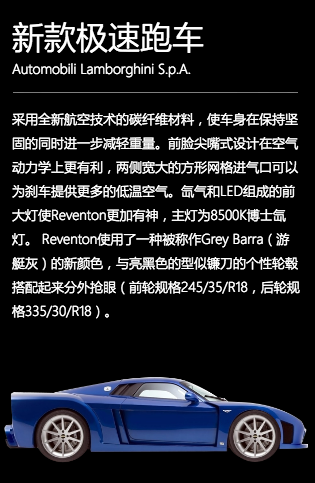 新款极速跑车
Automobili Lamborghini S.p.A.
采用全新航空技术的碳纤维材料，使车身在保持坚
固的同时进一步减轻重量。前脸尖嘴式设计在空气
动力学上更有利，两侧宽大的方形网格进气口可以
为刹车提供更多的低温空气。氙气和LED组成的前
大灯使Reventon更加有神，主灯为8500K博士氙
灯。 Reventon使用了一种被称作Grey Barra（游
艇灰）的新颜色，与亮黑色的型似镰刀的个性轮毂
搭配起来分外抢眼（前轮规格245/35/R18，后轮规
格335/30/R18）。